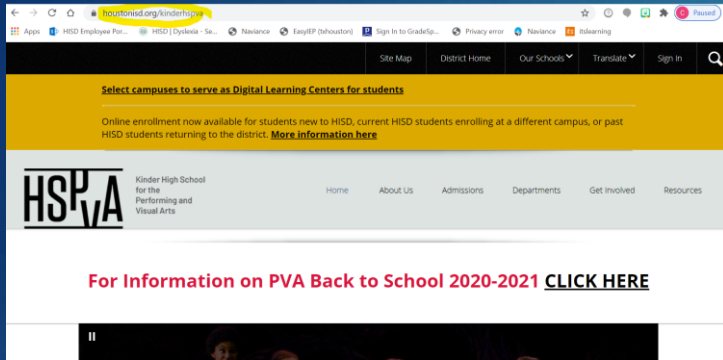 houstonisd.org/kinderhspva Paused
Apps HISD Employee Por... HISD | Dyslexia - Se... Naviance EasyIEP (txhouston) Sign In to GradeSp... Privacy error Naviance itslearning
Site Map District Home Our Schools Translate Sign In
Select campuses to serve as Digital Learning Centers for students
Online enrollment now available for students new to HISD, current HISD students enrolling at a different campus, or past
HISD students returning to the district. More information here
HSPVA
Kinder High School
for the
Performing and
Visual Arts
Home About Us Admissions Departments Get Involved Resources
For Information on PVA Back to School 2020-2021 CLICK HERE